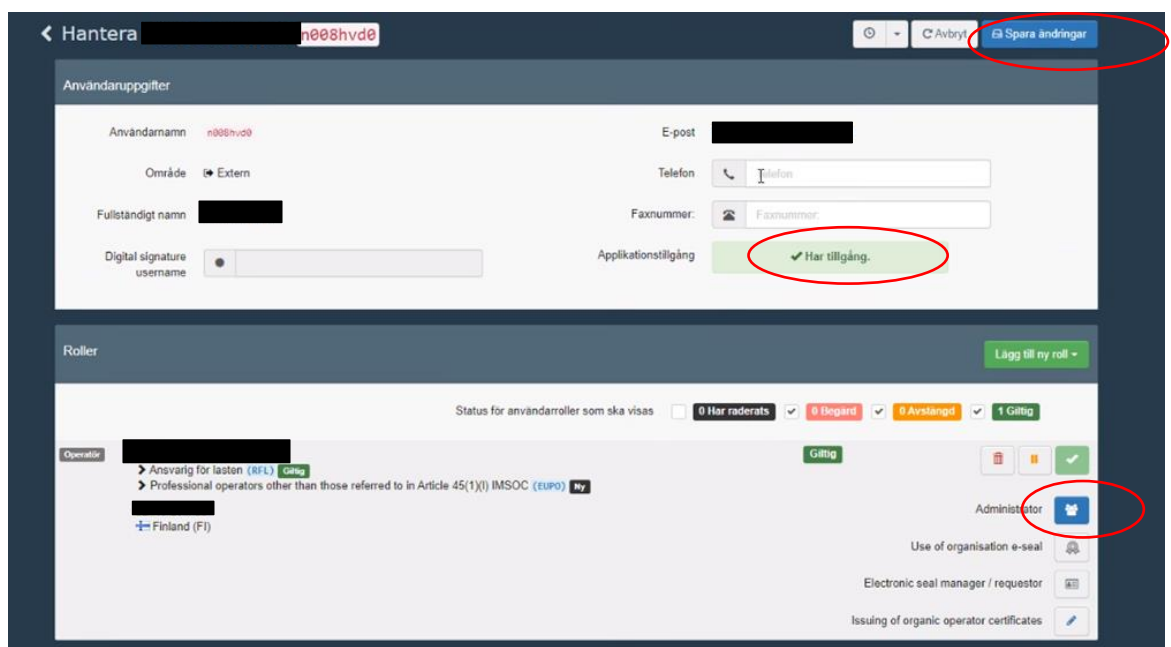 Hantera n008hvd0
Avbryt Spara ändringar
Användaruppgifter
Användarnamn n008hvd0
E-post
Område Extern
Telefon Telefon
Fullständigt namn
Faxnummer: Faxnummer:
Digital signature username
Applikationstillgång Har tillgång.
Roller
Lägg till ny roll
Status för användarroller som ska visas 0 Har raderats 0 Begärd 0 Avstängd 1 Giltig
Operatör
Giltig
Ansvarig för lasten (RFL) Giltig
Professional operators other than those referred to in Article 45(1)(l) IMSOC (EUPO) Ny
Administrator
Finland (FI)
Use of organisation e-seal
Electronic seal manager / requestor
Issuing of organic operator certificates